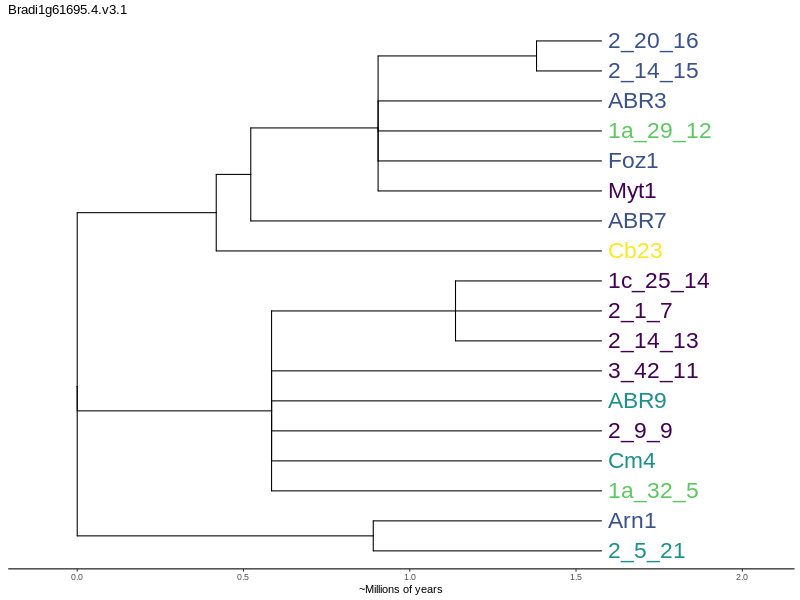 Bradi1g61695.4.v3.1
2_20_16
2_14_15
ABR3
1a_29_12
Foz1
Myt1
ABR7
Cb23
1c_25_14
2_1_7
2_14_13
3_42_11
ABR9
2_9_9
Cm4
1a_32_5
Arn1
2_5_21
0.0 0.5 1.0 1.5 2.0
~Millions of years